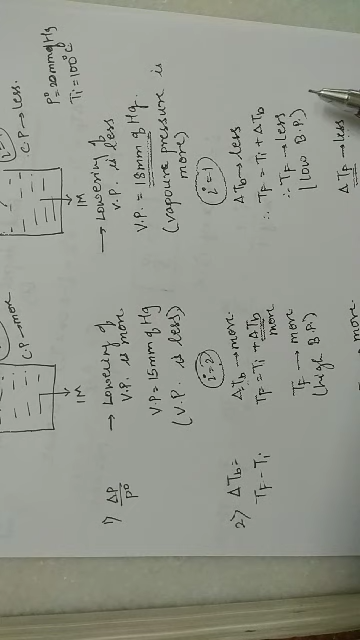 C.P → more
1M
i=1
C.P → less.
1M
P° = 20mm of Hg
Ti = 100°C
1) ΔP/P°
→ Lowering of
V.P. is more
V.P = 15mm of Hg
(V.P. is less)
→ Lowering of
V.P. is less
V.P. = 18mm of Hg.
(vapoure pressure is
more)
2) ΔTb =
TF - Ti
i=2
ΔTb → more
TF = Ti + ΔTb
more
TF → more
(high B.P)
i=1
ΔTb → less
∴ TF = Ti + ΔTb
∴ TF → less
(low B.P.)
more
ΔTF → less